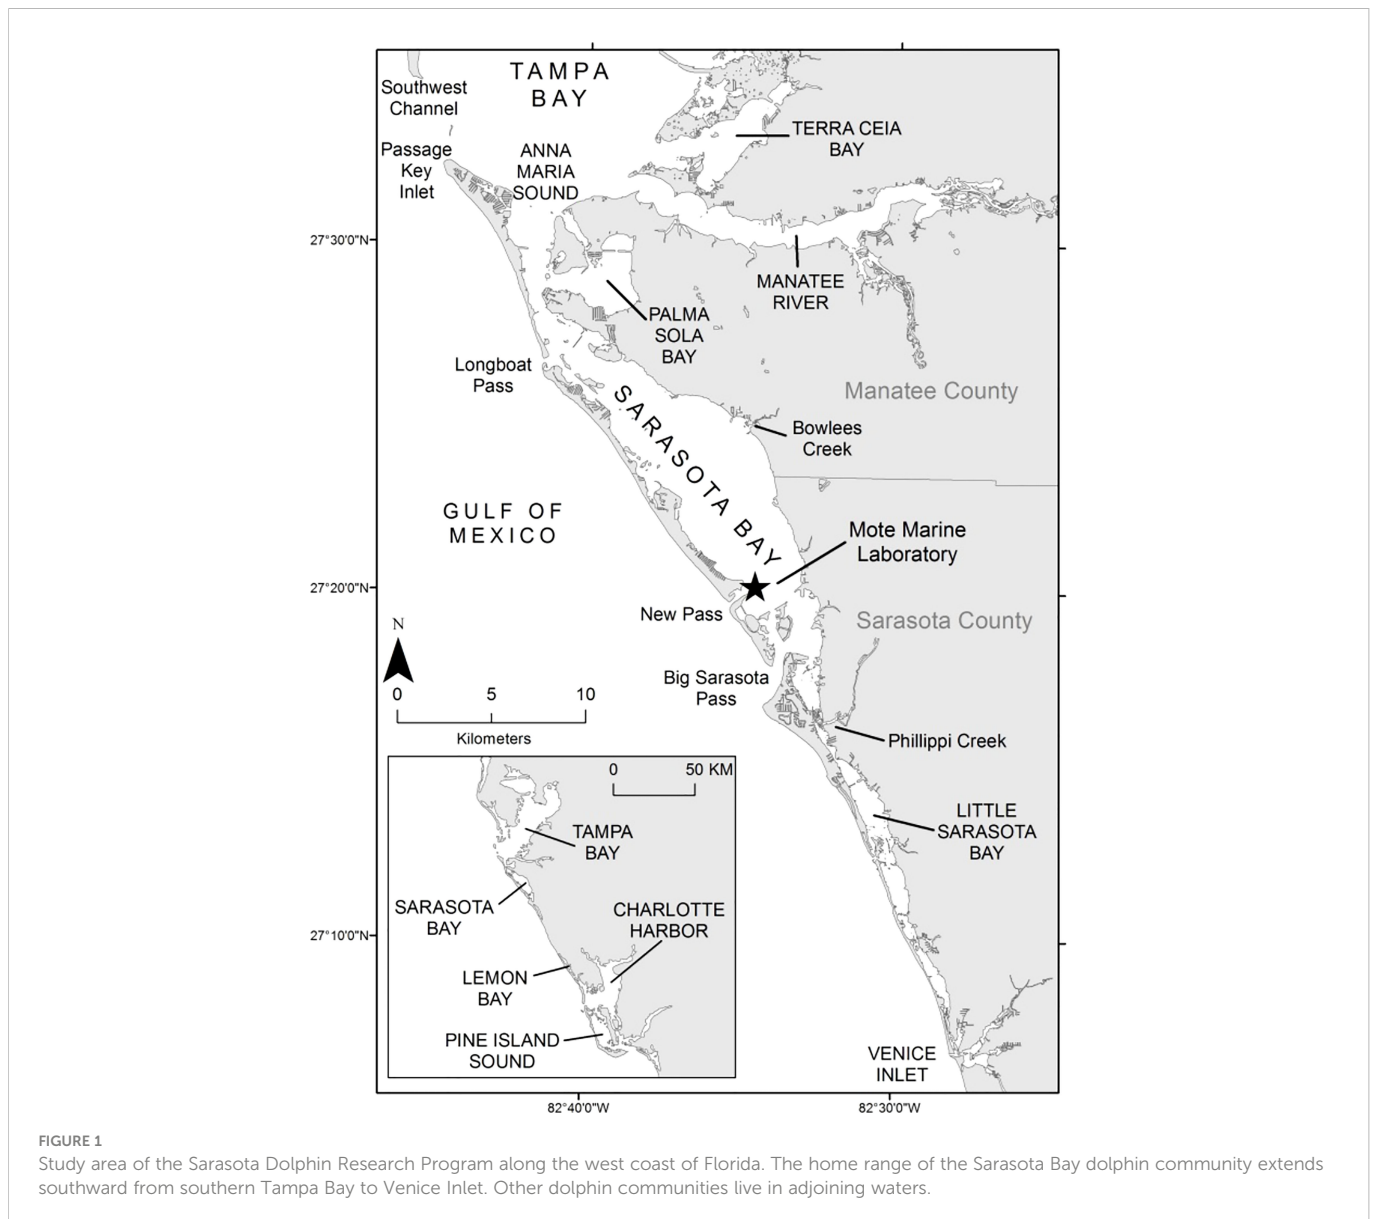 TAMPA
BAY
Southwest
Channel
TERRA CEIA
BAY
Passage
Key
Inlet
ANNA
MARIA
SOUND
27°30'0"N
MANATEE
RIVER
PALMA
SOLA
BAY
Longboat
Pass
Manatee County
SARASOTA BAY
Bowlees
Creek
GULF OF
MEXICO
Mote Marine
Laboratory
27°20'0"N
New Pass
Sarasota County
N
Big Sarasota
Pass
0 5 10
Kilometers
Phillippi Creek
0 50 KM
LITTLE
SARASOTA
BAY
TAMPA
BAY
SARASOTA
BAY
CHARLOTTE
HARBOR
27°10'0"N
LEMON
BAY
PINE ISLAND
SOUND
VENICE
INLET
82°40'0"W 82°30'0"W
FIGURE 1
Study area of the Sarasota Dolphin Research Program along the west coast of Florida. The home range of the Sarasota Bay dolphin community extends
southward from southern Tampa Bay to Venice Inlet. Other dolphin communities live in adjoining waters.